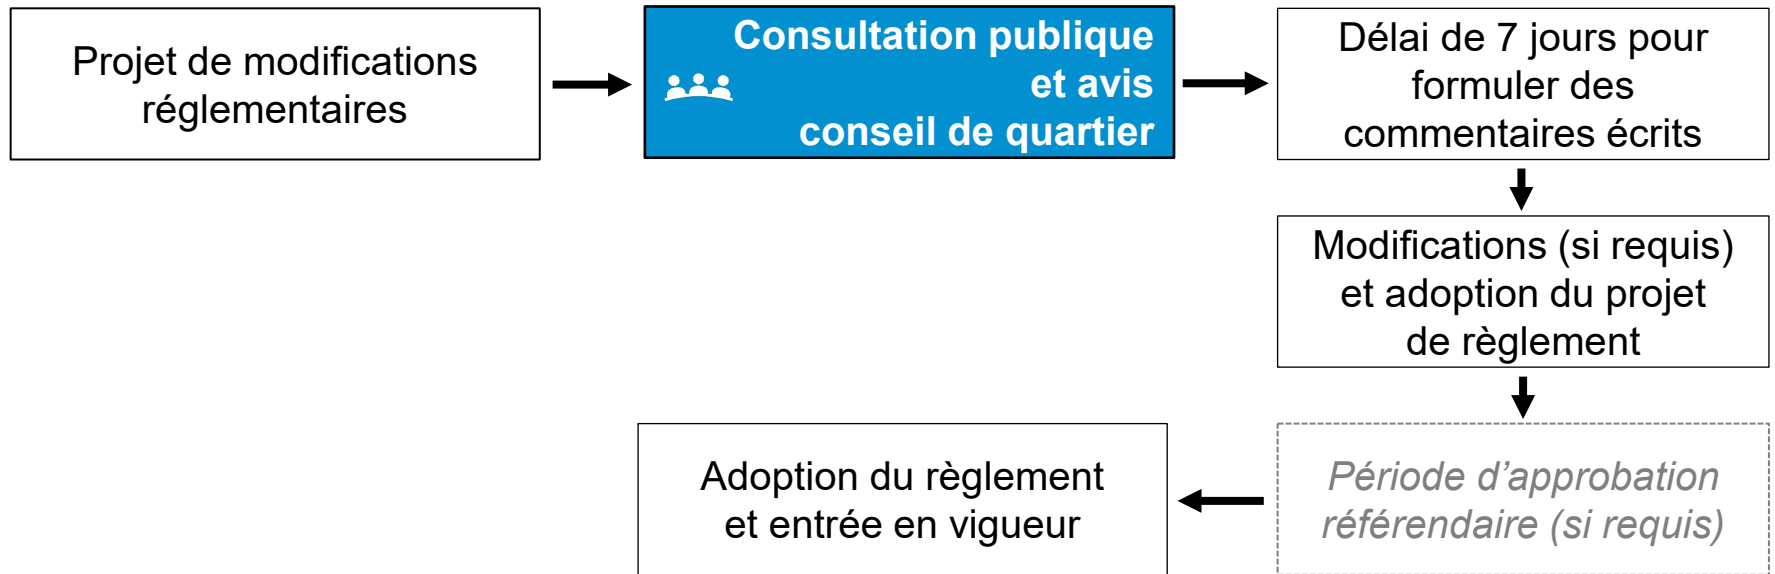 Projet de modifications
réglementaires
Consultation publique
et avis
conseil de quartier
Délai de 7 jours pour
formuler des
commentaires écrits
Modifications (si requis)
et adoption du projet
de règlement
Période d’approbation
référendaire (si requis)
Adoption du règlement
et entrée en vigueur